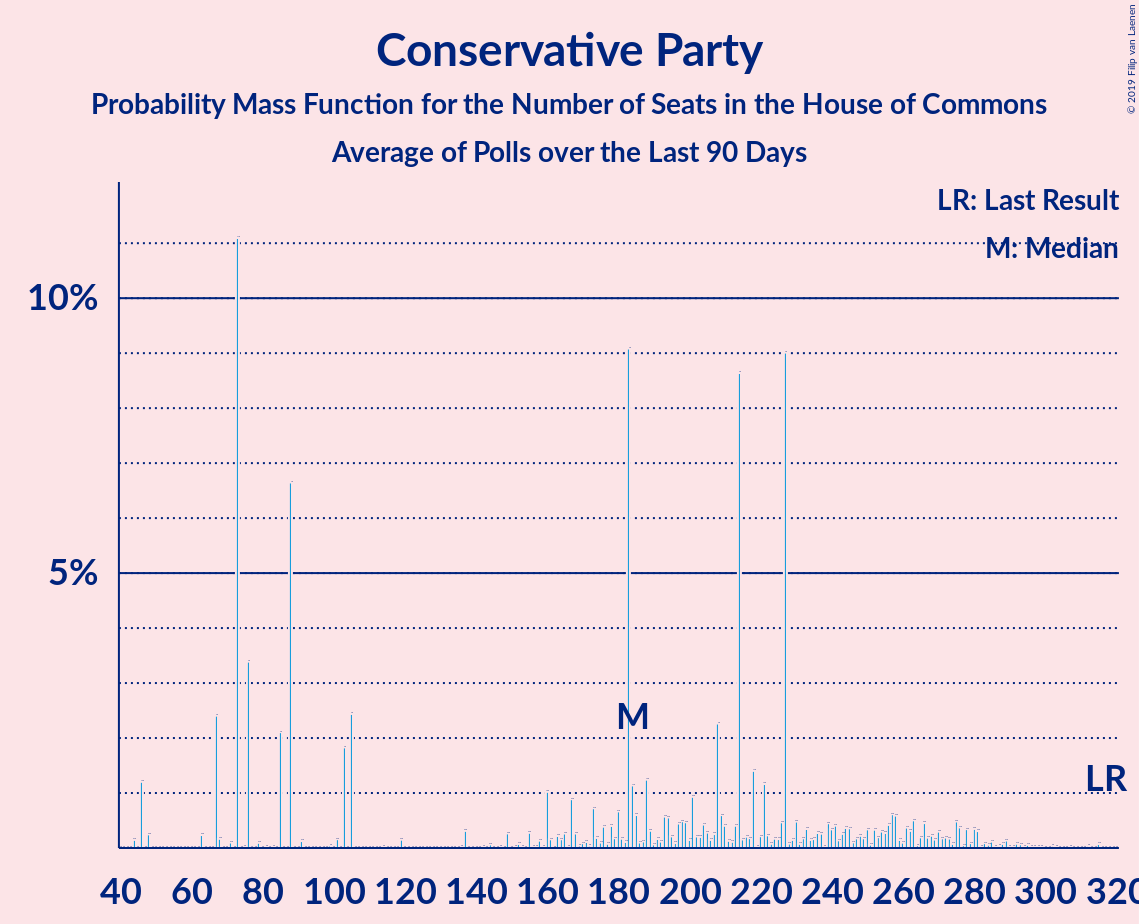 Conservative Party
Probability Mass Function for the Number of Seats in the House of Commons
Average of Polls over the Last 90 Days
© 2019 Filip van Laenen
LR: Last Result
M: Median
10%
5%
M
LR
40 60 80 100 120 140 160 180 200 220 240 260 280 300 320